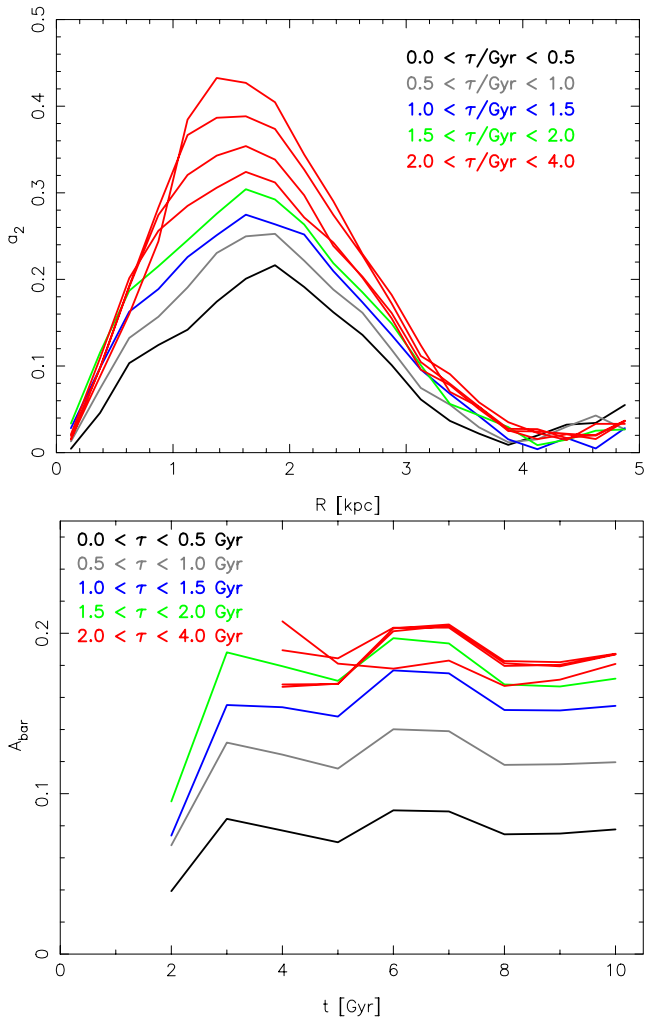 0.5
0.4
0.3
0.2
0.1
0
a2
0.0 < τ/Gyr < 0.5
0.5 < τ/Gyr < 1.0
1.0 < τ/Gyr < 1.5
1.5 < τ/Gyr < 2.0
2.0 < τ/Gyr < 4.0
0 1 2 3 4 5
R [kpc]
0.0 < τ < 0.5 Gyr
0.5 < τ < 1.0 Gyr
1.0 < τ < 1.5 Gyr
1.5 < τ < 2.0 Gyr
2.0 < τ < 4.0 Gyr
0.2
0.1
0
Abar
0 2 4 6 8 10
t [Gyr]